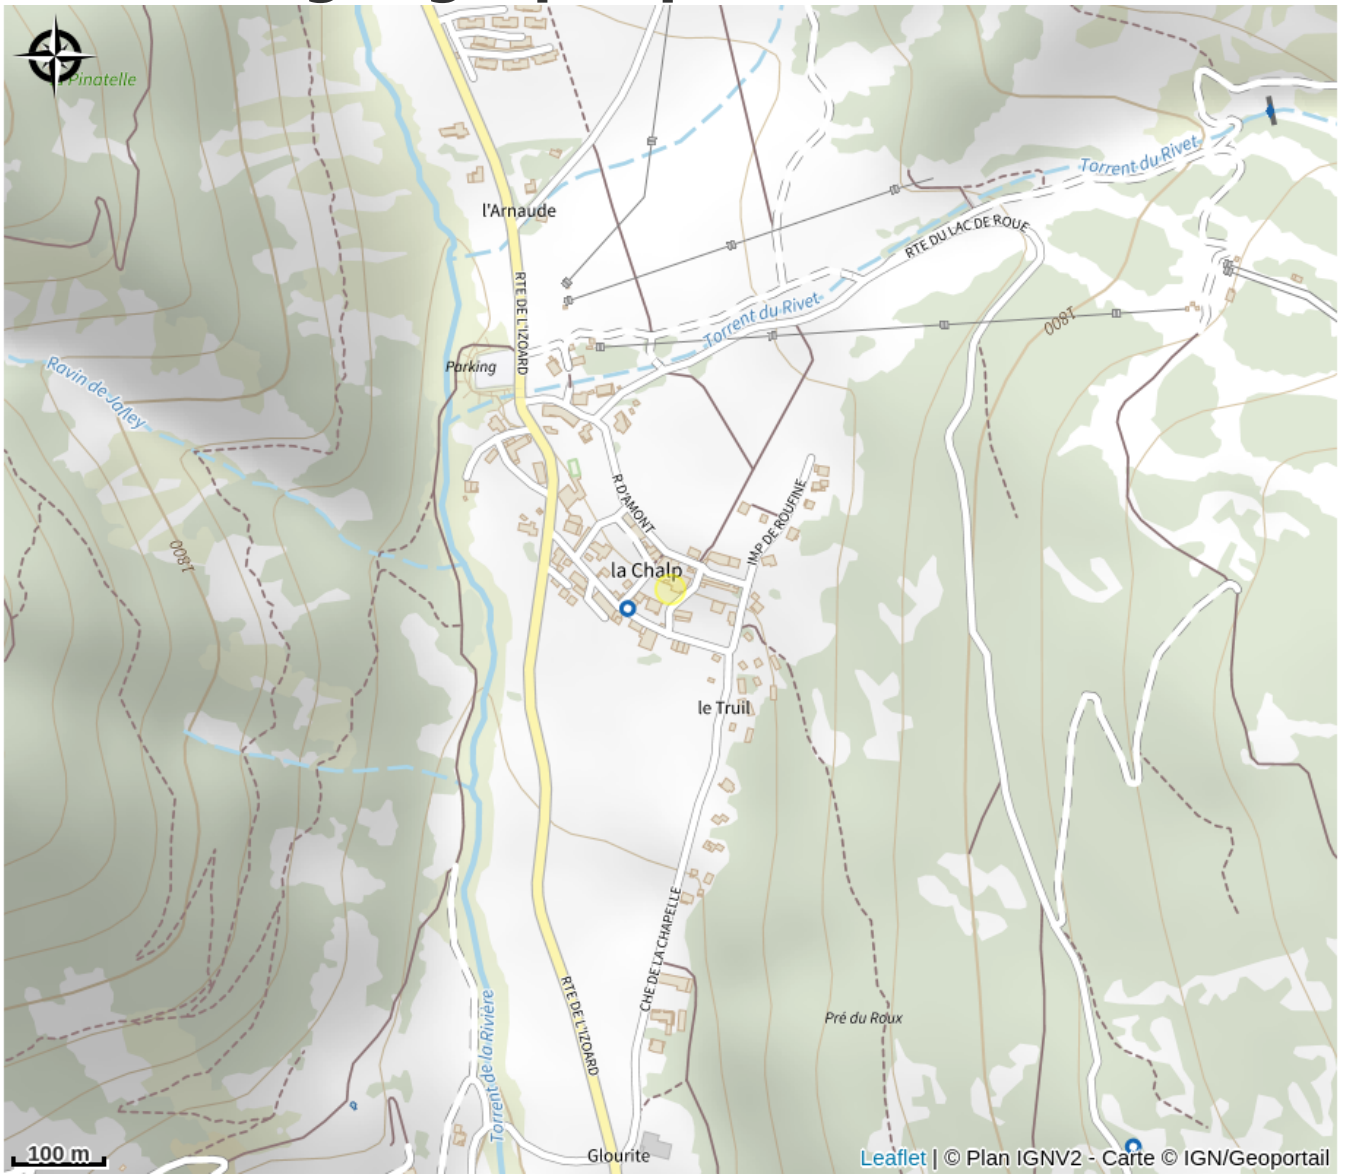 Pinatelle
Torrent du Rivet
l'Arnaude
RTE DU LAC DE ROUE
RTE DE L'IZOARD
Torrent du Rivet
1800
Parking
Ravin de Jalley
R D'AMONT
IMP DE ROUFINE
1800
la Chalp
le Truil
CHE DE LA CHAPELLE
RTE DE L'IZOARD
Torrent de la Rivière
Pré du Roux
100 m
Glourite
Leaflet | © Plan IGNV2 - Carte © IGN/Geoportail